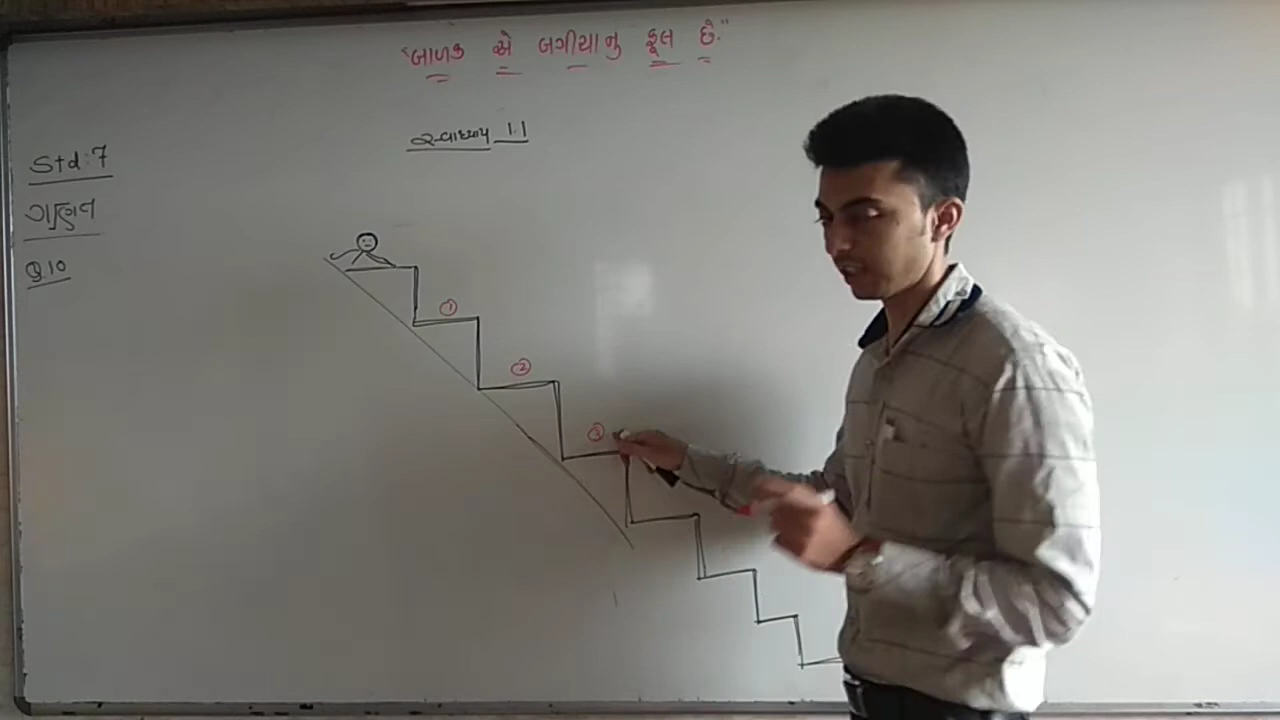 “બાળક એ બગીચાનુ ફૂલ છે.”
સ્વાધ્યાય 1.1
Std:7
ગણિત
Q.10
①
②
③